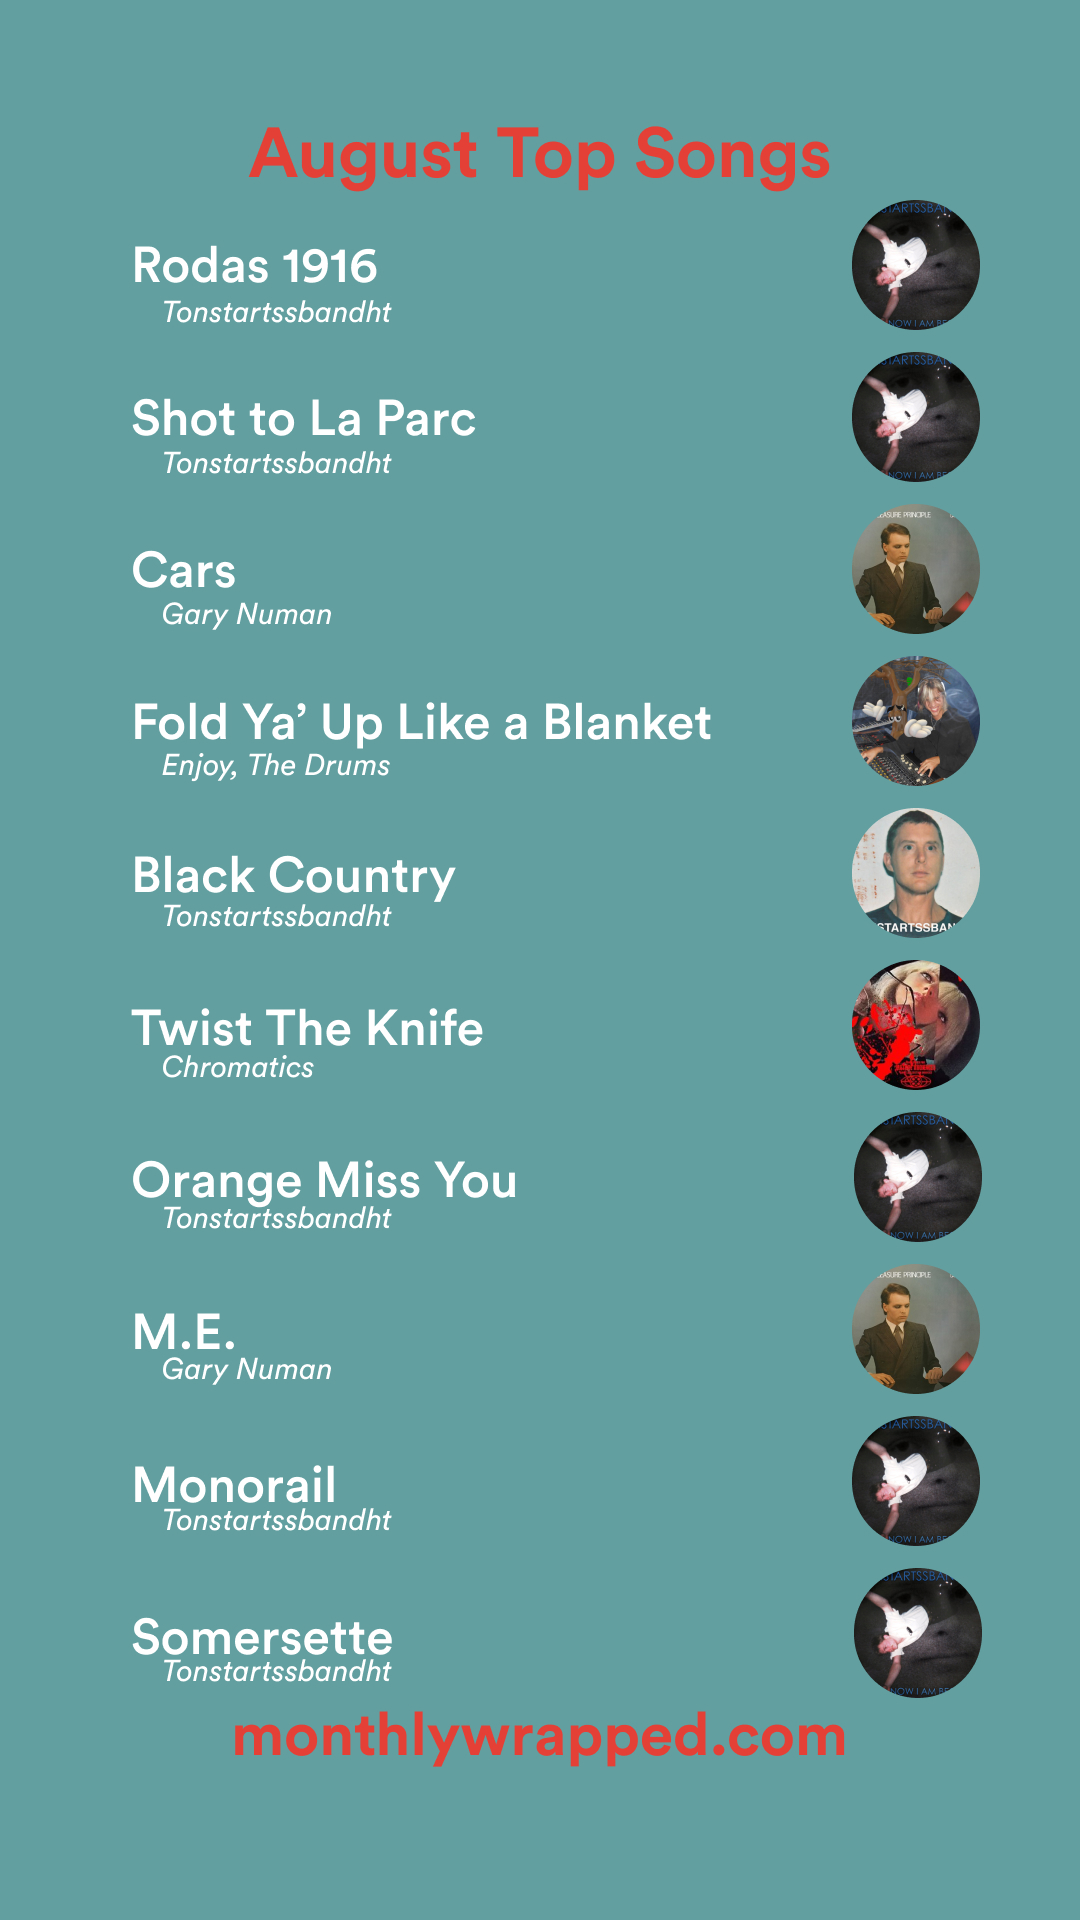 August Top Songs
Rodas 1916
Tonstartssbandht
Shot to La Parc
Tonstartssbandht
Cars
Gary Numan
Fold Ya’ Up Like a Blanket
Enjoy, The Drums
Black Country
Tonstartssbandht
STARTSSBAN
Twist The Knife
Chromatics
Orange Miss You
Tonstartssbandht
M.E.
Gary Numan
Monorail
Tonstartssbandht
Somersette
Tonstartssbandht
monthlywrapped.com